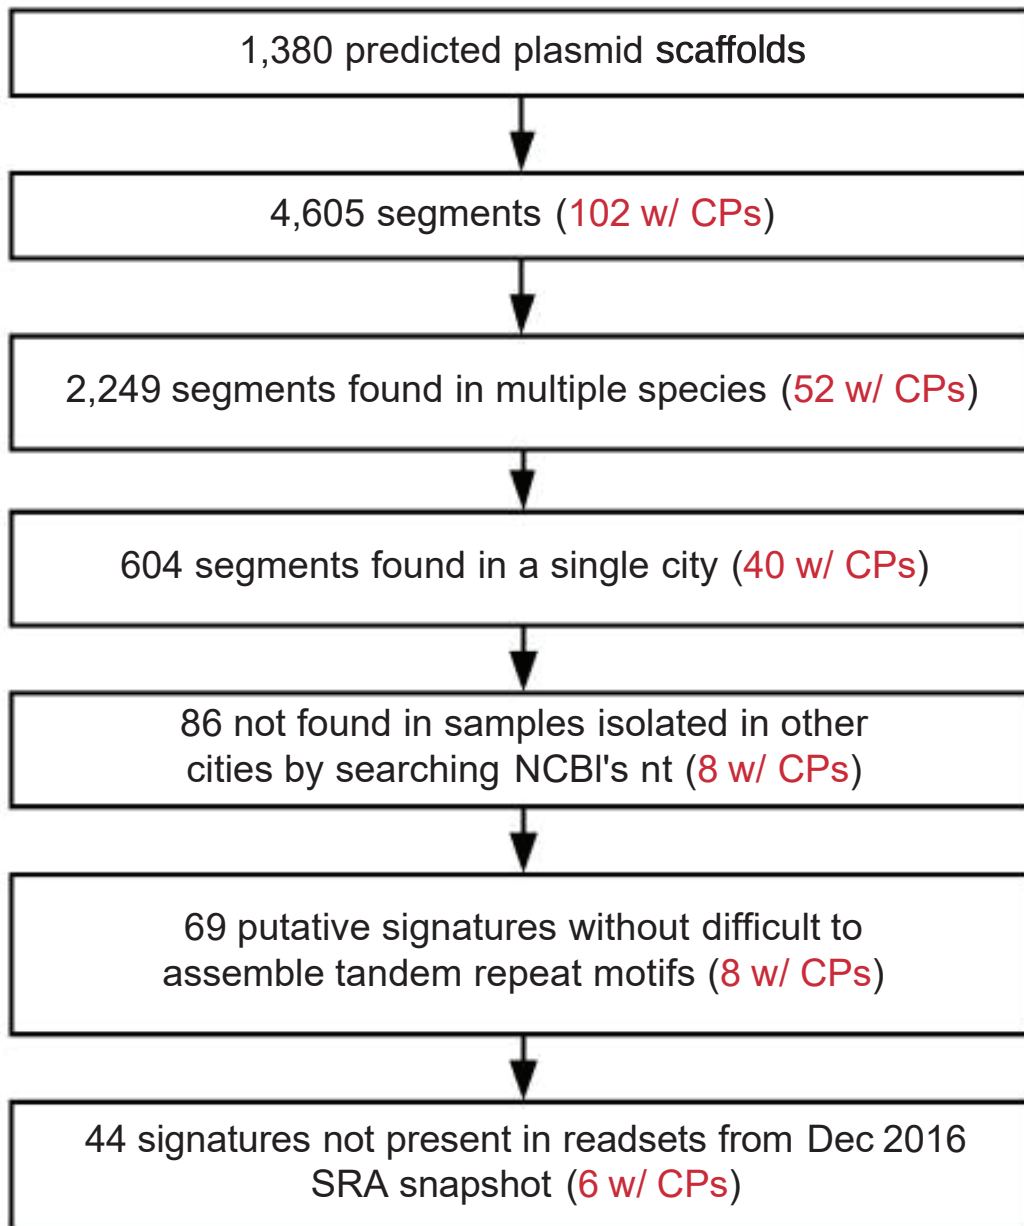 1,380 predicted plasmid scaffolds
4,605 segments (102 w/ CPs)
2,249 segments found in multiple species (52 w/ CPs)
604 segments found in a single city (40 w/ CPs)
86 not found in samples isolated in other
cities by searching NCBI's nt (8 w/ CPs)
69 putative signatures without difficult to
assemble tandem repeat motifs (8 w/ CPs)
44 signatures not present in readsets from Dec 2016
SRA snapshot (6 w/ CPs)